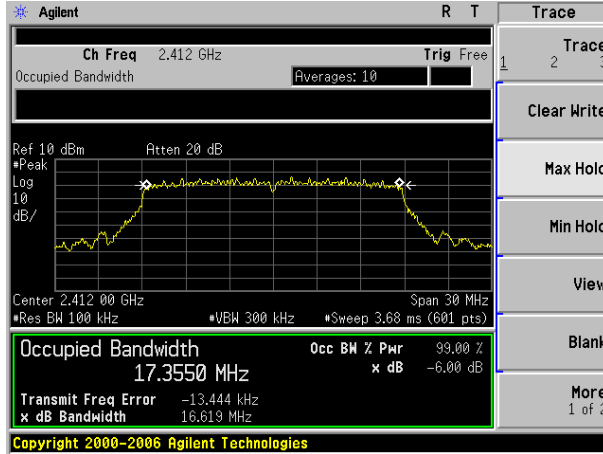 Agilent R T Trace
Ch Freq 2.412 GHz Trig Free
Occupied Bandwidth Averages: 10
Trace
1 2 3
Clear Write
Ref 10 dBm Atten 20 dB
#Peak
Log
10
dB/
Max Hold
Min Hold
View
Center 2.412 00 GHz Span 30 MHz
#Res BW 100 kHz #VBW 300 kHz #Sweep 3.68 ms (601 pts)
Occupied Bandwidth Occ BW % Pwr 99.00 %
17.3550 MHz x dB -6.00 dB
Blank
Transmit Freq Error -13.444 kHz
x dB Bandwidth 16.619 MHz
More
1 of 2
Copyright 2000-2006 Agilent Technologies